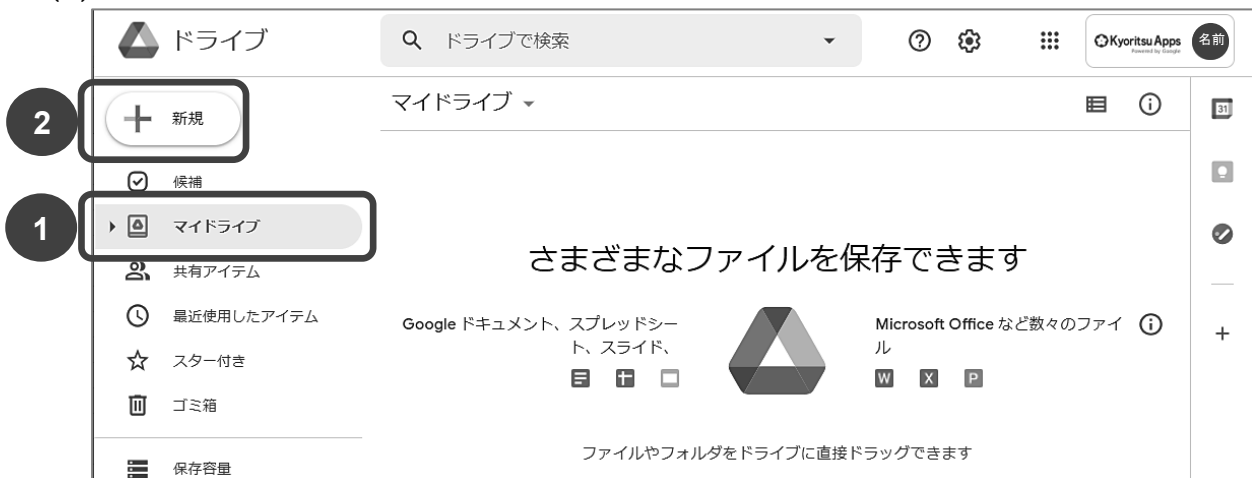 ドライブ
ドライブで検索
Kyoritsu Apps
Powered by Google
名前
2
新規
マイドライブ
31
候補
1
マイドライブ
共有アイテム
最近使用したアイテム
スター付き
ゴミ箱
保存容量
さまざまなファイルを保存できます
Google ドキュメント、スプレッドシー
ト、スライド、
Microsoft Office など数々のファイ
ル
W X P
ファイルやフォルダをドライブに直接ドラッグできます